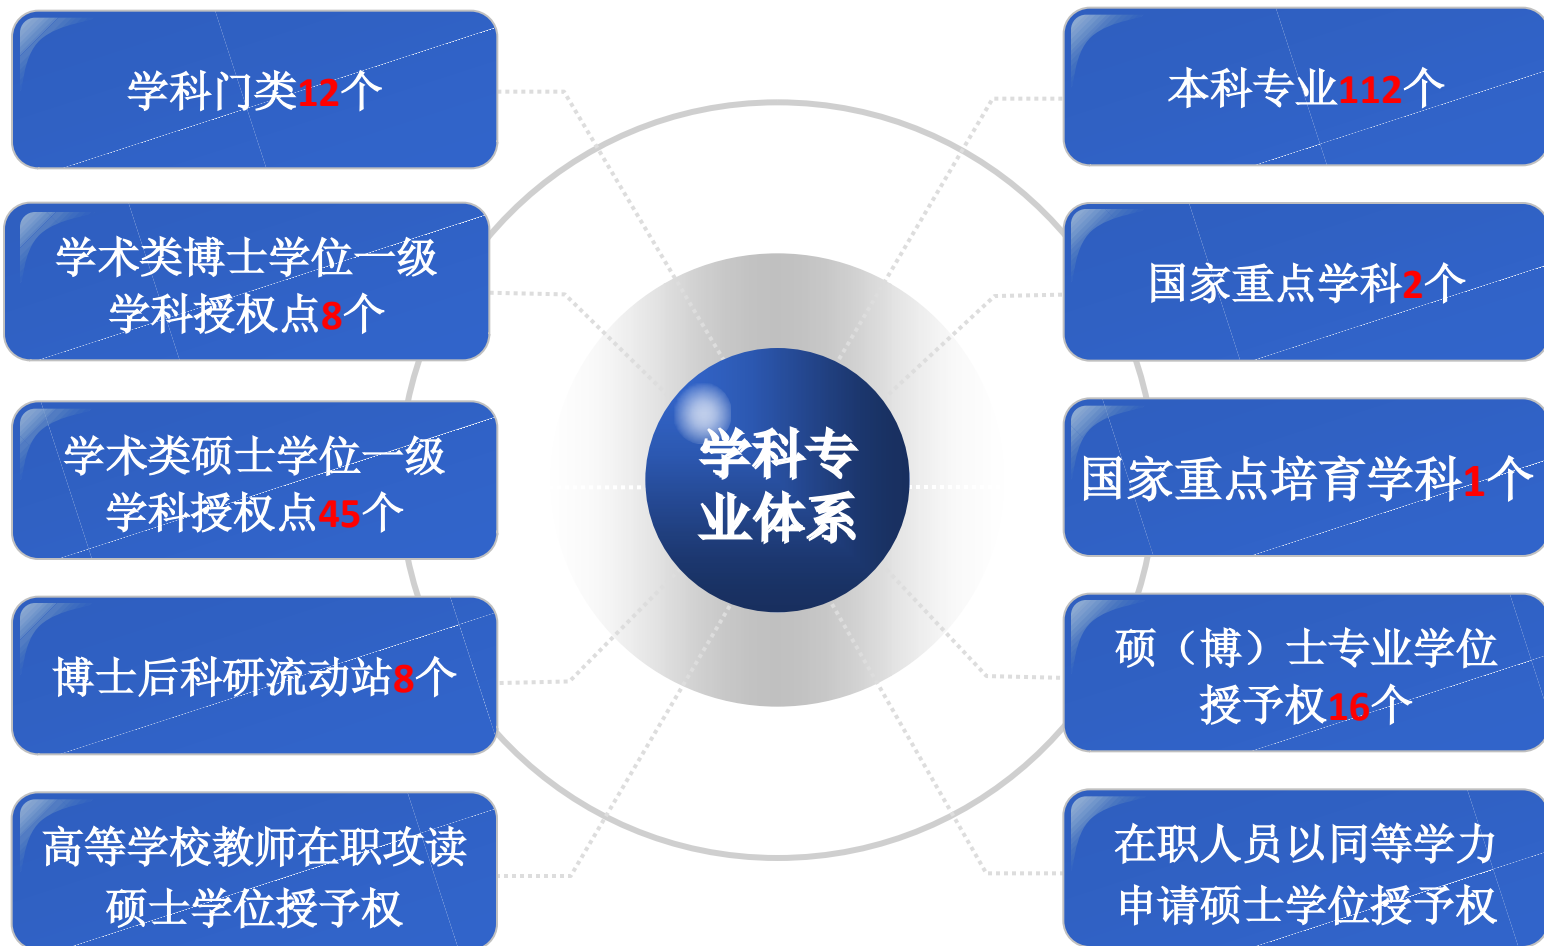 学科门类12个
学术类博士学位一级
学科授权点8个
学术类硕士学位一级
学科授权点45个
博士后科研流动站8个
高等学校教师在职攻读
硕士学位授予权
学科专
业体系
本科专业112个
国家重点学科2个
国家重点培育学科1个
硕（博）士专业学位
授予权16个
在职人员以同等学力
申请硕士学位授予权